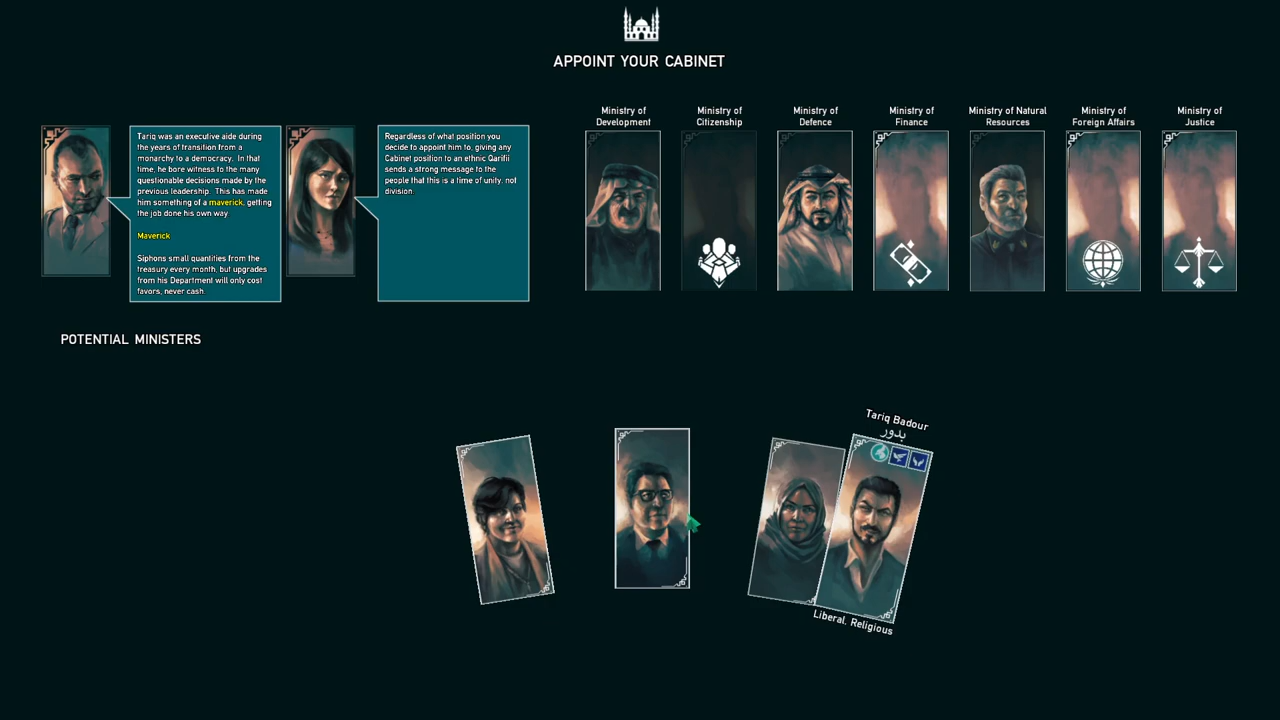 APPOINT YOUR CABINET
Tariq was an executive aide during
the years of transition from a
monarchy to a democracy. In that
time, he bore witness to the many
questionable decisions made by the
previous leadership. This has made
him something of a maverick, getting
the job done his own way
Maverick
Siphons small quantities from the
treasury every month, but upgrades
from his Department will only cost
favors, never cash.
Regardless of what position you
decide to appoint him to, giving any
Cabinet position to an ethnic Qarifii
sends a strong message to the
people that this is a time of unity, not
division.
Ministry of
Development
Ministry of
Citizenship
Ministry of
Defence
Ministry of
Finance
Ministry of Natural
Resources
Ministry of
Foreign Affairs
Ministry of
Justice
POTENTIAL MINISTERS
Tariq Badour
بدور
Liberal, Religious